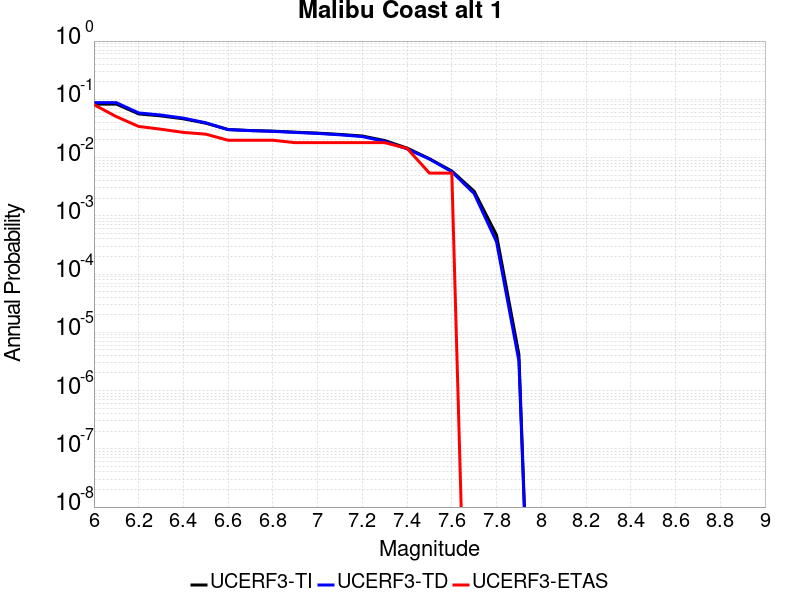 Malibu Coast alt 1
10^0
10^-1
10^-2
10^-3
10^-4
10^-5
10^-6
10^-7
10^-8
Annual Probability
6 6.2 6.4 6.6 6.8 7 7.2 7.4 7.6 7.8 8 8.2 8.4 8.6 8.8 9
Magnitude
UCERF3-TI UCERF3-TD UCERF3-ETAS